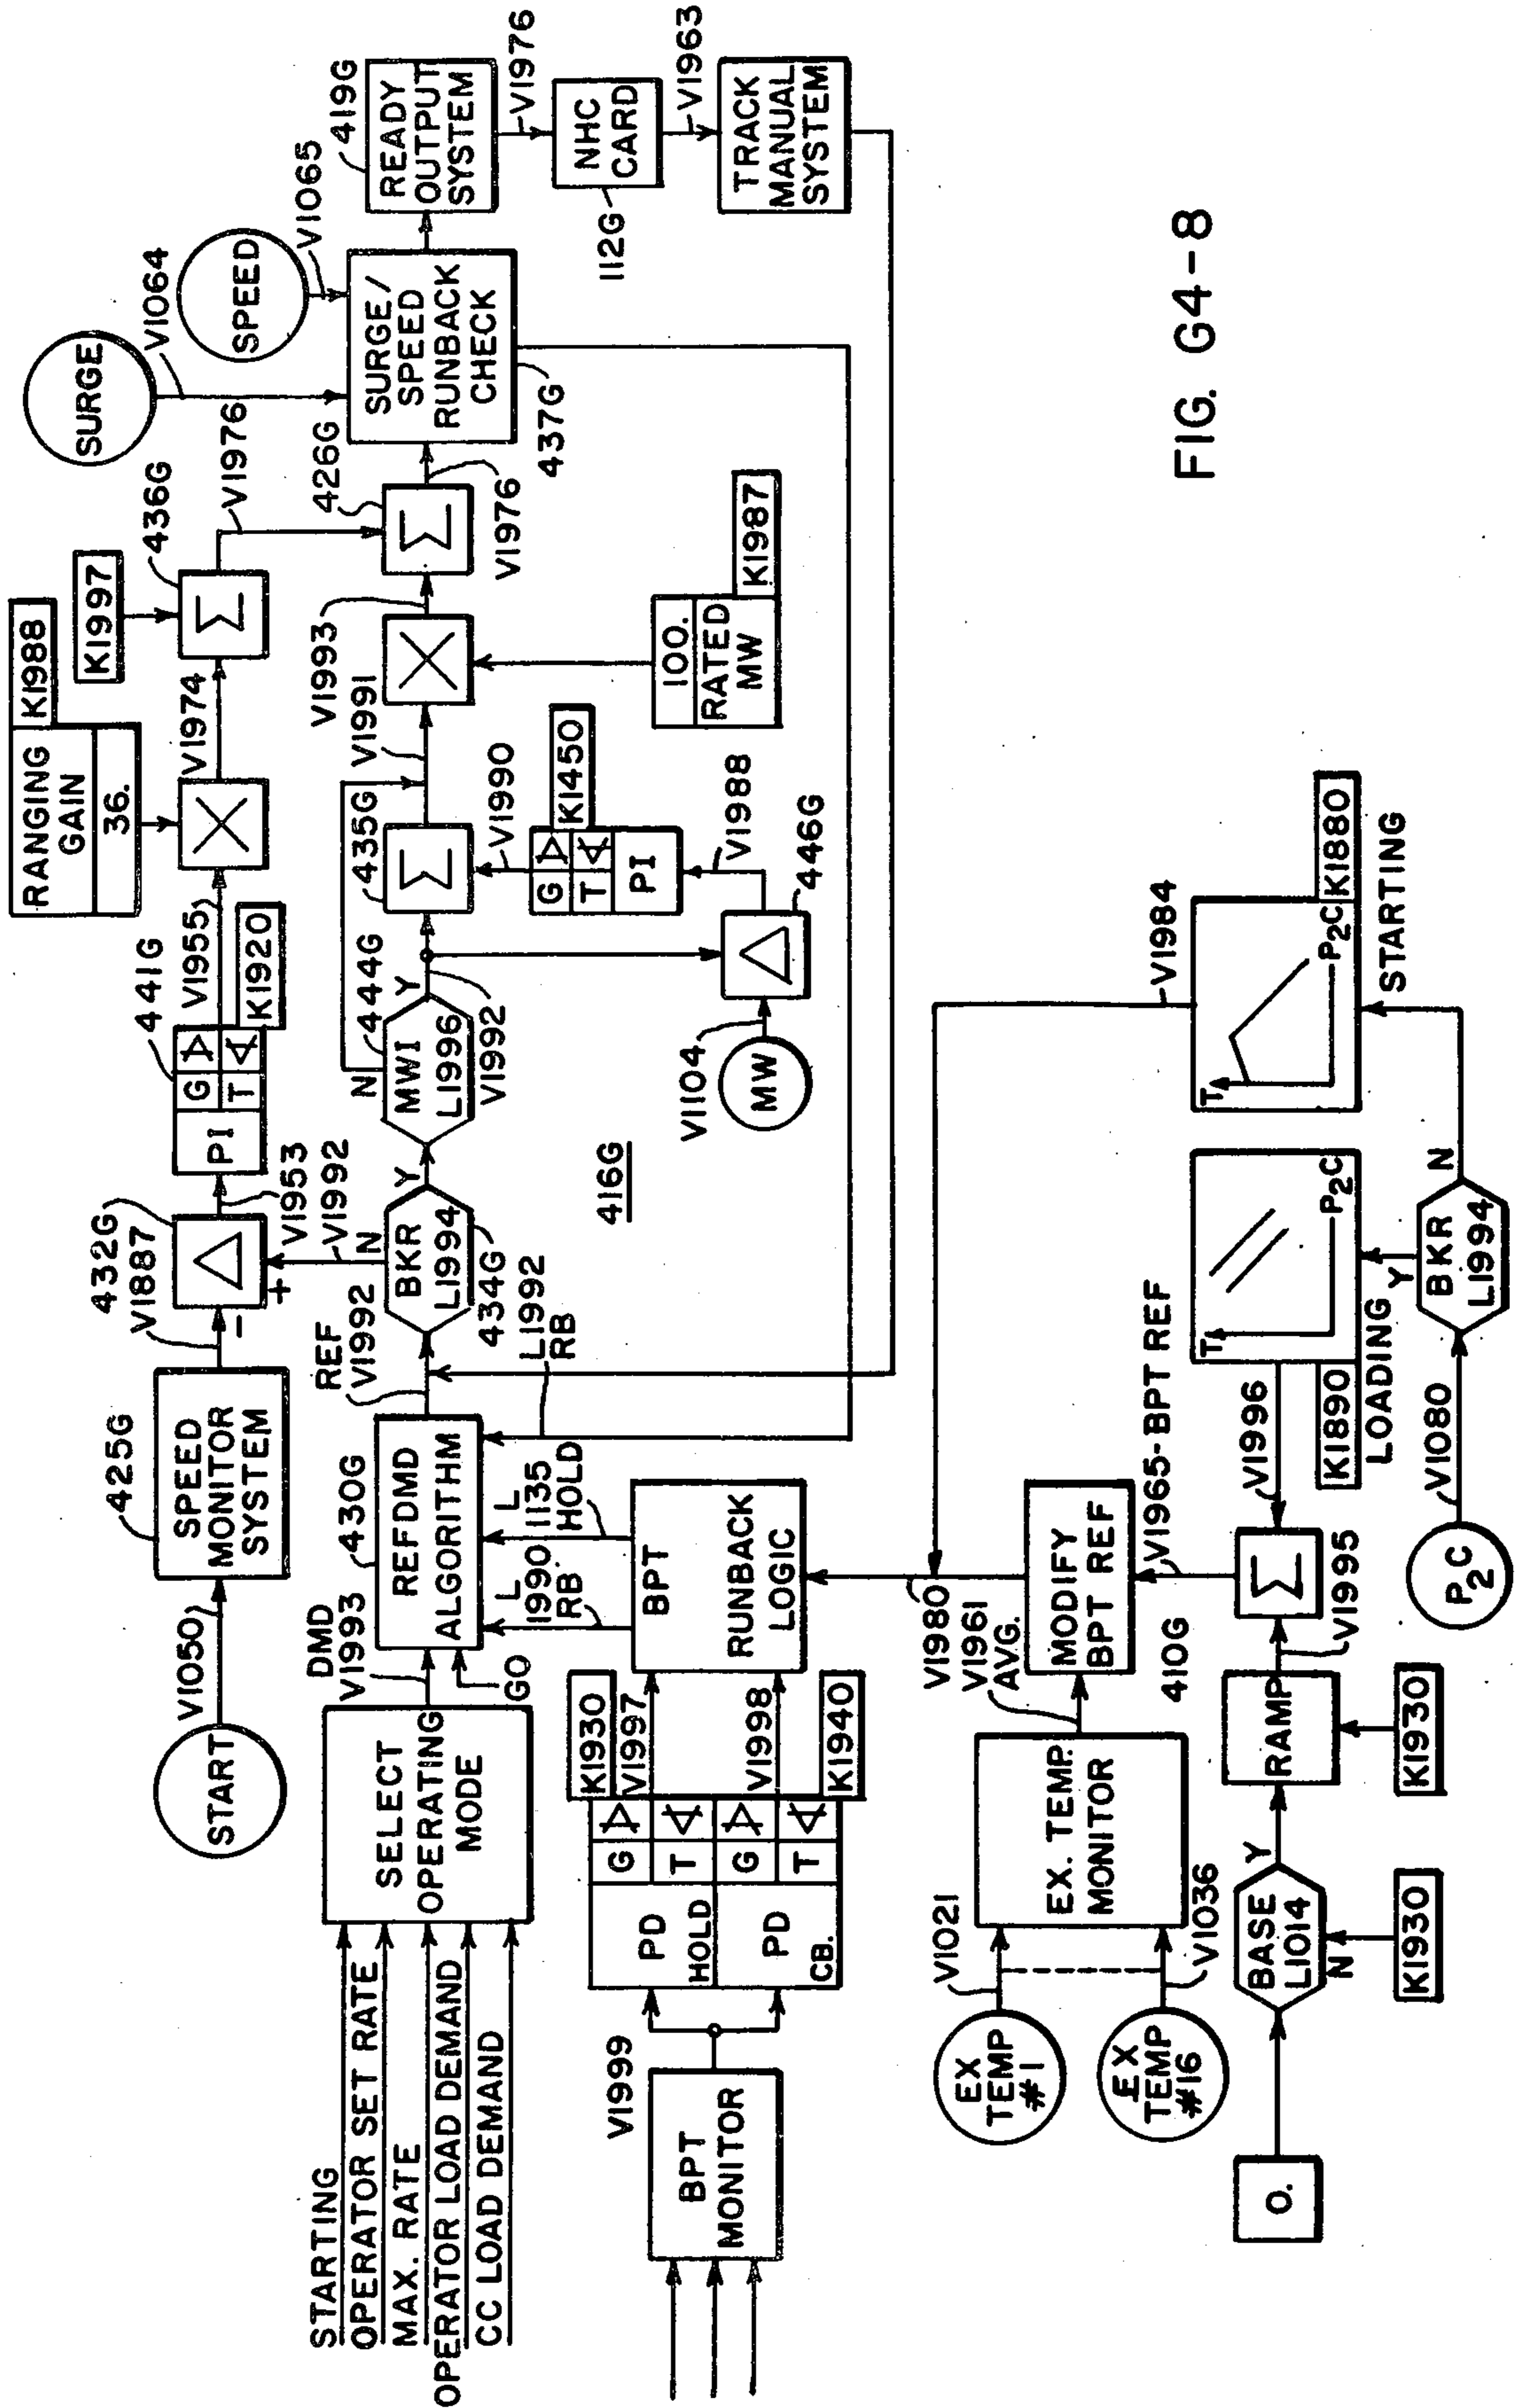 START
V1050
SPEED
MONITOR
SYSTEM
425G
432G
V1887
-
+
V1953
V1992
N
PI
G
T
441G
V1955
K1920
RANGING
GAIN
36.
K1988
V1974
K1997
436G
Σ
V1976
SURGE
V1064
SPEED
V1065
STARTING
OPERATOR SET RATE
MAX. RATE
OPERATOR LOAD DEMAND
CC LOAD DEMAND
SELECT
OPERATING
MODE
DMD
V1993
GO
REFDMD
ALGORITHM
430G
REF
V1992
BKR
L1994
434G
Y
MWI
L1996
N
Y
444G
V1992
Σ
435G
V1991
V1993
Σ
426G
V1976
SURGE/
SPEED
RUNBACK
CHECK
437G
READY
OUTPUT
SYSTEM
419G
V1976
NHC
CARD
112G
V1963
TRACK
MANUAL
SYSTEM
L
1990
RB
L
1135
HOLD
L1992
RB
416G
V1104
MW
446G
V1988
G
T
PI
K1450
V1990
100.
RATED
MW
K1987
BPT
MONITOR
V1999
PD
HOLD
PD
CB.
G
T
G
T
K1930
V1997
V1998
K1940
BPT
RUNBACK
LOGIC
V1980
EX
TEMP
#1
EX
TEMP
#16
V1021
V1036
EX. TEMP.
MONITOR
V1961
AVG.
MODIFY
BPT REF
410G
V1965-BPT REF
V1984
O.
BASE
L1014
Y
N
K1930
RAMP
K1930
V1995
Σ
V1996
T
P2C
K1890
LOADING
T
P2C
K1880
STARTING
P2C
V1080
BKR
L1994
Y
N
FIG. G4-8